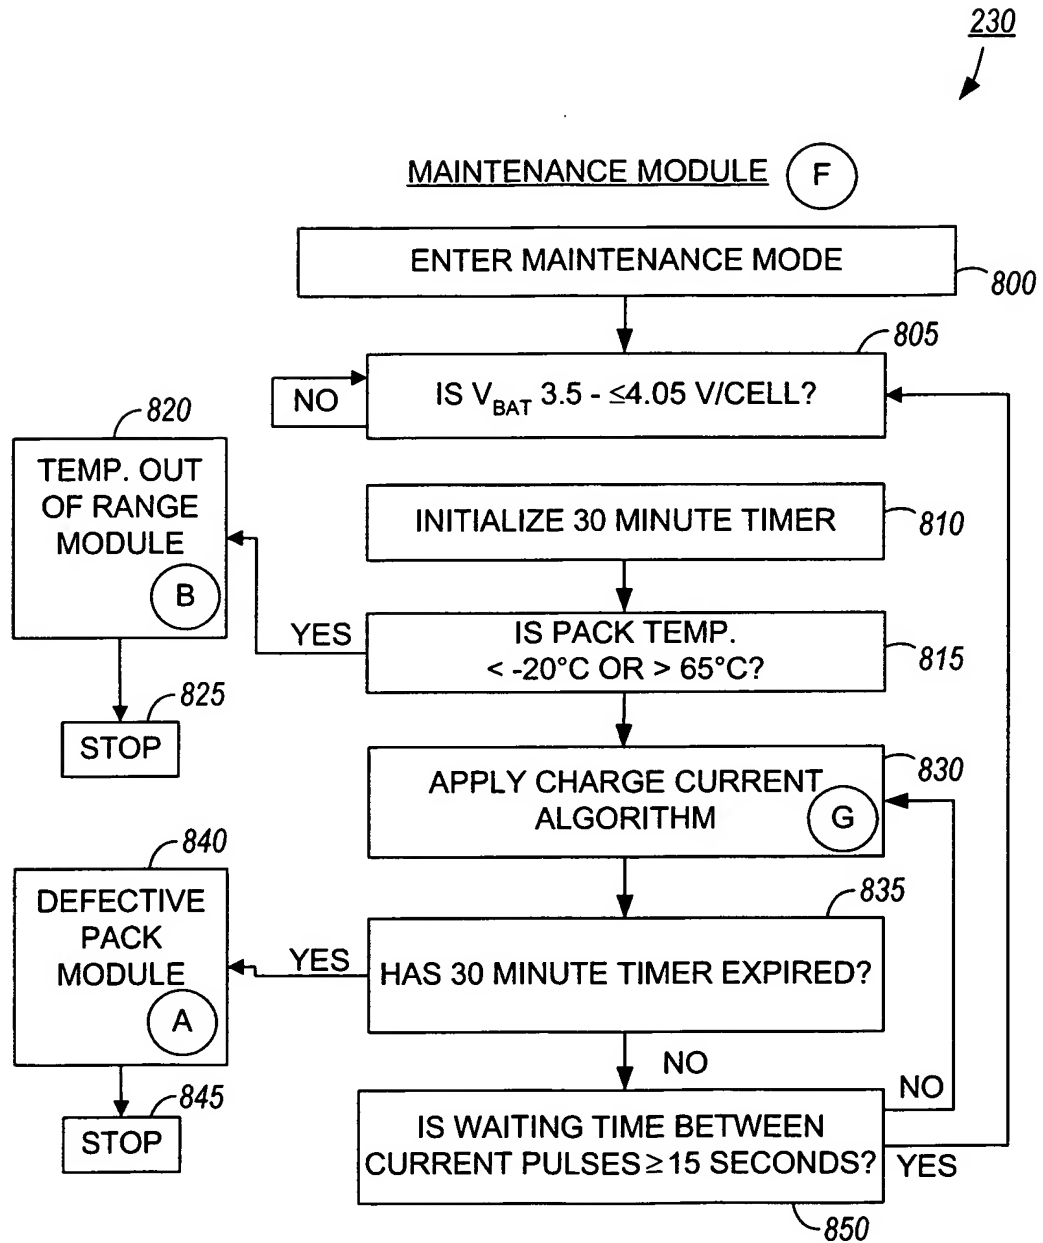 230
MAINTENANCE MODULE F
ENTER MAINTENANCE MODE
800
805
IS VBAT 3.5 - ≤4.05 V/CELL?
NO
820
TEMP. OUT
OF RANGE
MODULE
B
INITIALIZE 30 MINUTE TIMER
810
YES
IS PACK TEMP.
< -20°C OR > 65°C?
815
825
STOP
830
APPLY CHARGE CURRENT
ALGORITHM
G
840
DEFECTIVE
PACK
MODULE
A
835
YES
HAS 30 MINUTE TIMER EXPIRED?
NO
NO
845
STOP
IS WAITING TIME BETWEEN
CURRENT PULSES ≥ 15 SECONDS?
YES
850